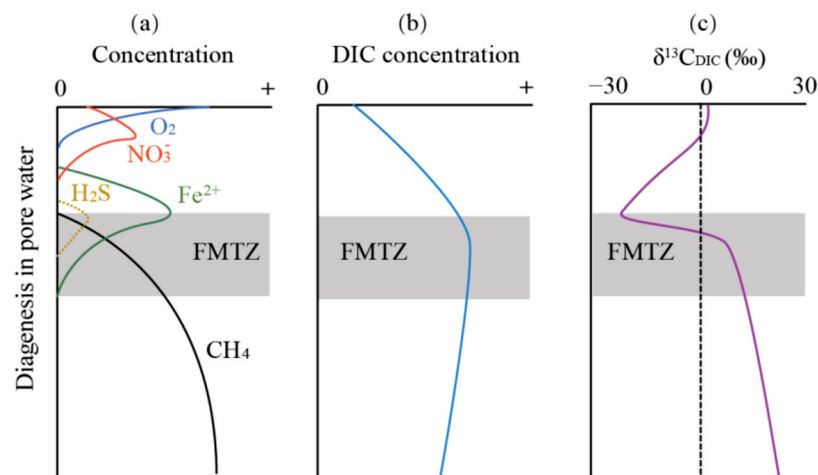 (a)
Concentration
0
+
O₂
NO₃⁻
H₂S
Fe²⁺
FMTZ
CH₄
Diagenesis in pore water
(b)
DIC concentration
0
+
FMTZ
(c)
δ¹³C_DIC (‰)
−30
0
30
FMTZ